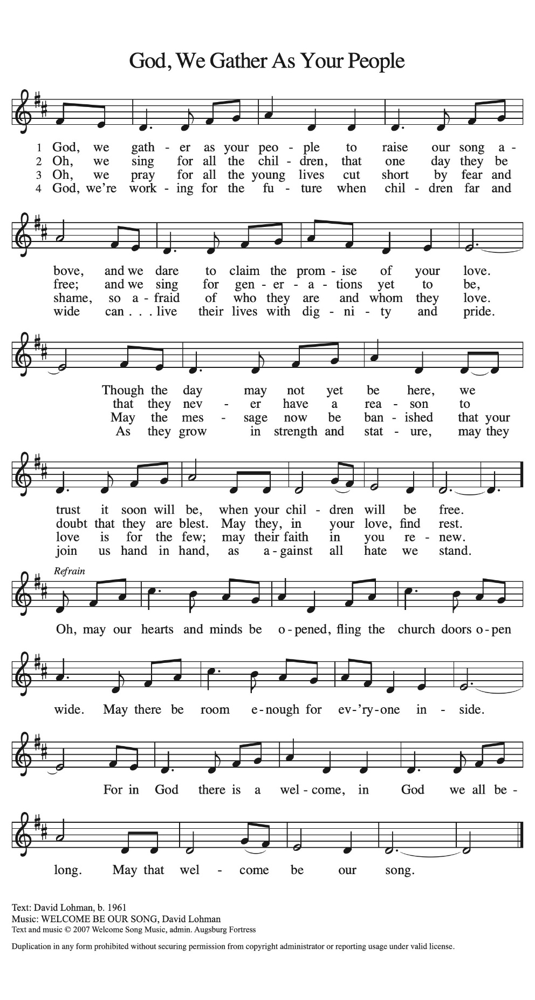 God, We Gather As Your People
1 God, we gath - er as your peo - ple to raise our song a -
2 Oh, we sing for all the chil - dren, that one day they be
3 Oh, we pray for all the young lives cut short by fear and
4 God, we're work - ing for the fu - ture when chil - dren far and
bove, and we dare to claim the prom - ise of your love.
free; and we sing for gen - er - a - tions yet to be,
shame, so a - fraid of who they are and whom they love.
wide can . . . live their lives with dig - ni - ty and pride.
Though the day may not yet be here, we
that they nev - er have a rea - son to
May the mes - sage now be ban - ished that your
As they grow in strength and stat - ure, may they
trust it soon will be, when your chil - dren will be free.
doubt that they are blest. May they, in your love, find rest.
love is for the few; may their faith in you re - new.
join us hand in hand, as a - gainst all hate we stand.
Refrain
Oh, may our hearts and minds be o - pened, fling the church doors o - pen
wide. May there be room e - nough for ev - 'ry - one in - side.
For in God there is a wel - come, in God we all be -
long. May that wel - come be our song.
Text: David Lohman, b. 1961
Music: WELCOME BE OUR SONG, David Lohman
Text and music © 2007 Welcome Song Music, admin. Augsburg Fortress
Duplication in any form prohibited without securing permission from copyright administrator or reporting usage under valid license.